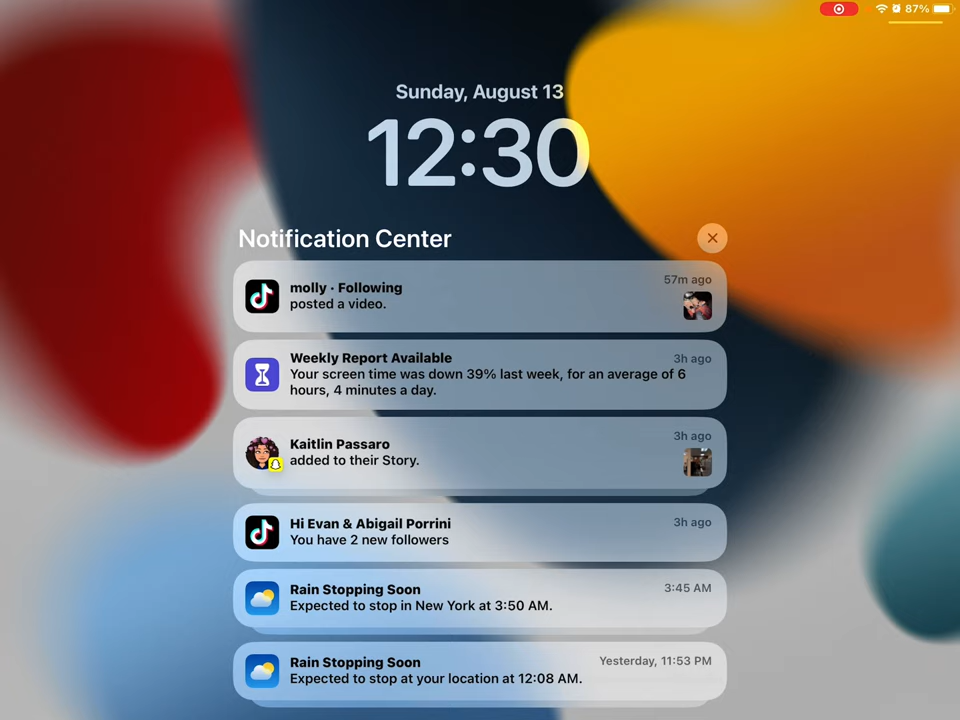 87%
Sunday, August 13
12:30
Notification Center
molly · Following
57m ago
posted a video.
Weekly Report Available
3h ago
Your screen time was down 39% last week, for an average of 6
hours, 4 minutes a day.
Kaitlin Passaro
3h ago
added to their Story.
Hi Evan & Abigail Porrini
3h ago
You have 2 new followers
Rain Stopping Soon
3:45 AM
Expected to stop in New York at 3:50 AM.
Rain Stopping Soon
Yesterday, 11:53 PM
Expected to stop at your location at 12:08 AM.